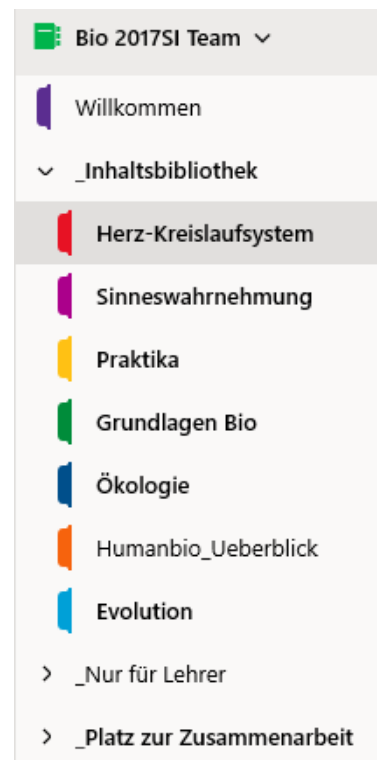 Bio 2017SI Team
Willkommen
_Inhaltsbibliothek
Herz-Kreislaufsystem
Sinneswahrnehmung
Praktika
Grundlagen Bio
Ökologie
Humanbio_Ueberblick
Evolution
_Nur für Lehrer
_Platz zur Zusammenarbeit